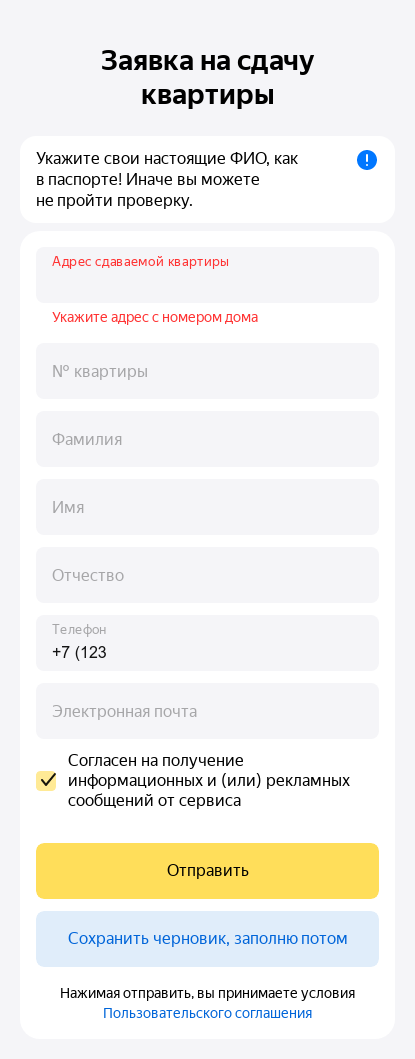 Заявка на сдачу
квартиры
Укажите свои настоящие ФИО, как
в паспорте! Иначе вы можете
не пройти проверку.
Адрес сдаваемой квартиры
Укажите адрес с номером дома
№ квартиры
Фамилия
Имя
Отчество
Телефон
+7 (123
Электронная почта
Согласен на получение
информационных и (или) рекламных
сообщений от сервиса
Отправить
Сохранить черновик, заполню потом
Нажимая отправить, вы принимаете условия
Пользовательского соглашения